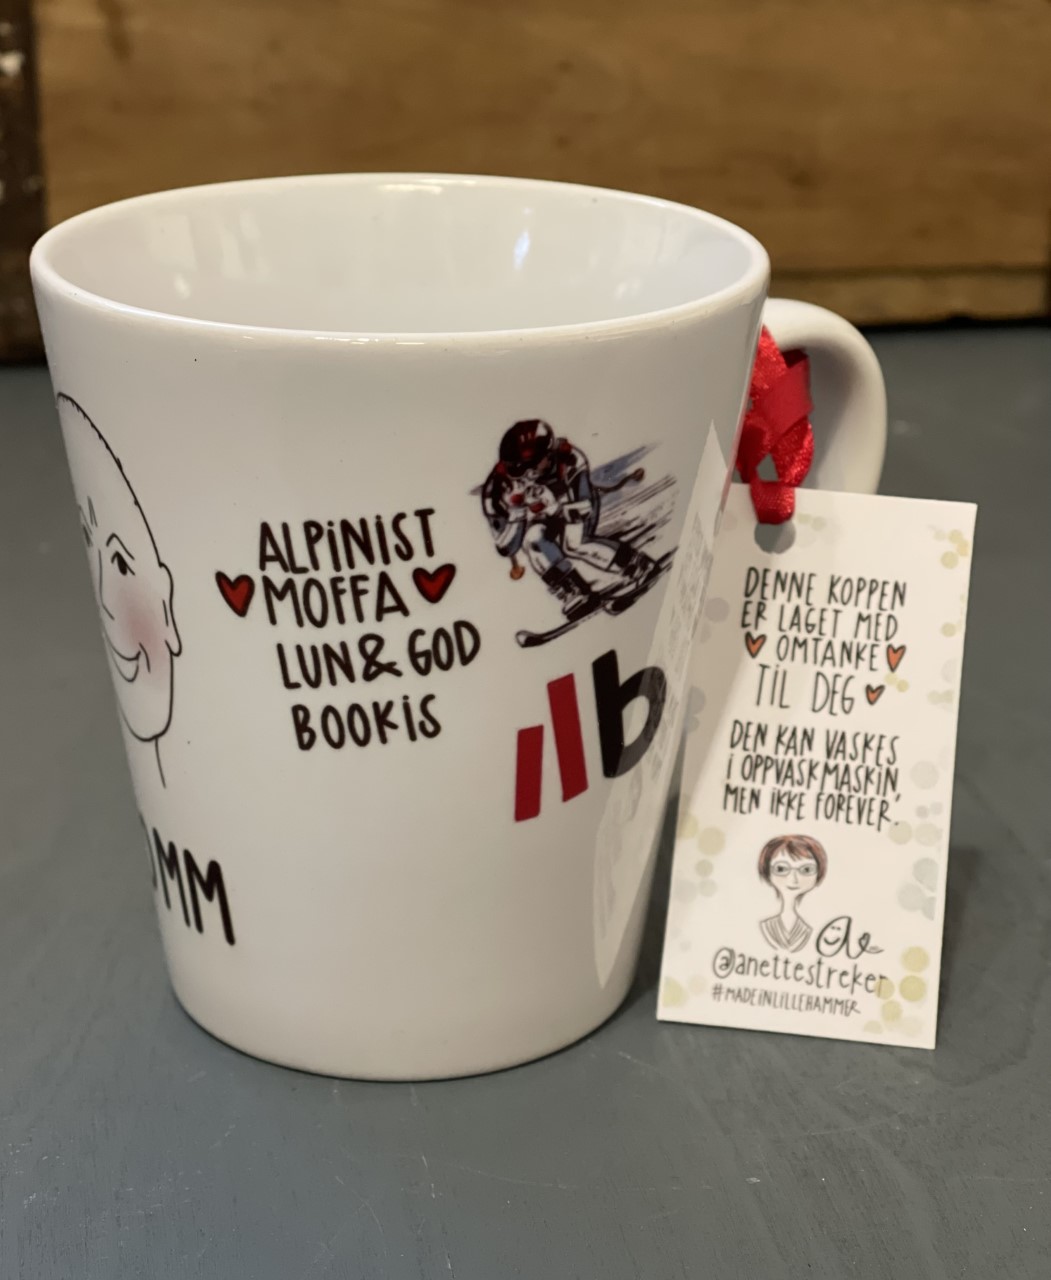 ALPiNiST
MOFFA
LUN & GOD
BOOKiS
b
MM
DENNE KOPPEN
ER LAGET MED
OMTANKE
TiL DEG
DEN KAN VASKES
i OPPVASKMASKiN,
MEN iKKE FOREVER.
@anettestreker
#MADEiNLiLLEHAMMER